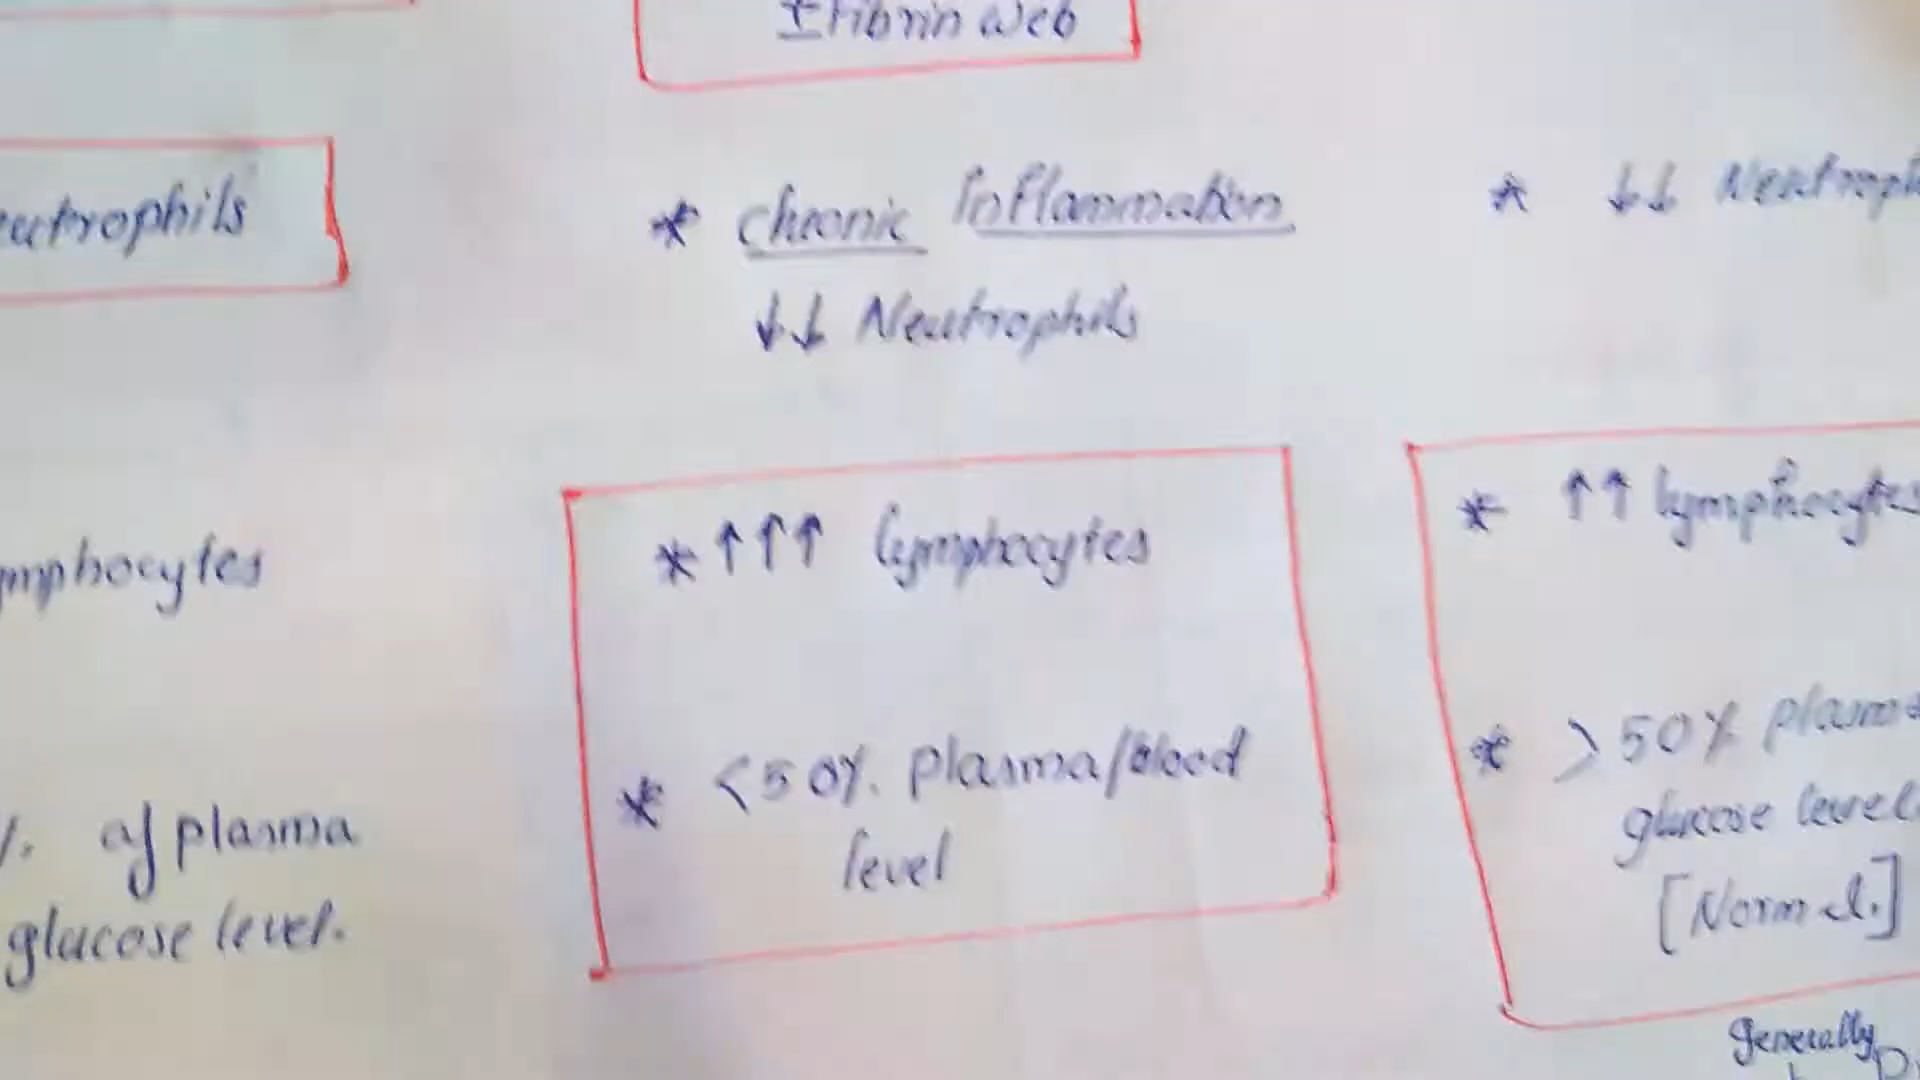 ± Fibrin web
eutrophils
* chronic Inflammation
↓↓ Neutrophils
* ↓↓ Neutroph
mphocytes
* ↑↑↑ lymphocytes
* ↑↑ lymphocytes
%. of plasma
glucose level.
* <50%. plasma/blood
level
* >50% plasma
glucose level
[Normal.]
Generally